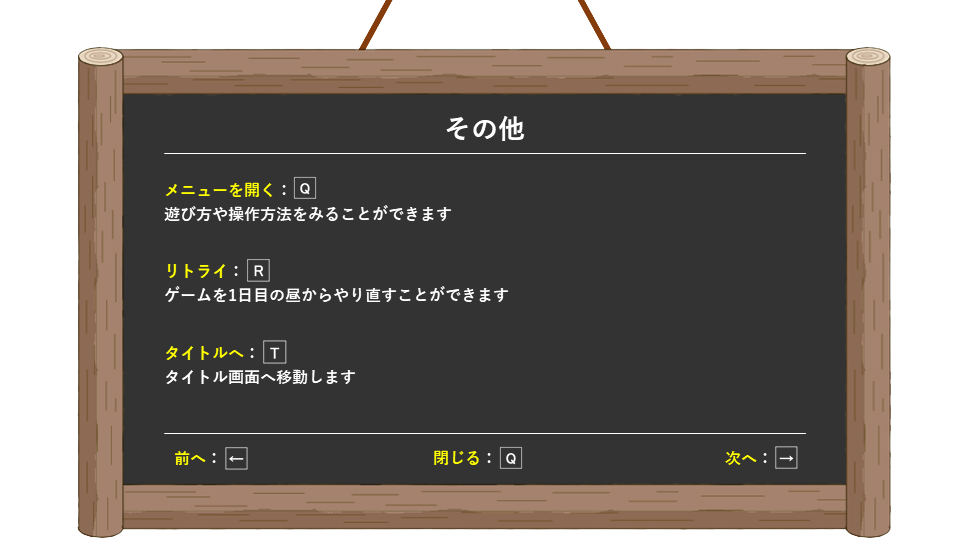 その他
メニューを開く： Q
遊び方や操作方法をみることができます
リトライ： R
ゲームを1日目の昼からやり直すことができます
タイトルへ： T
タイトル画面へ移動します
前へ： ← 閉じる： Q 次へ： →